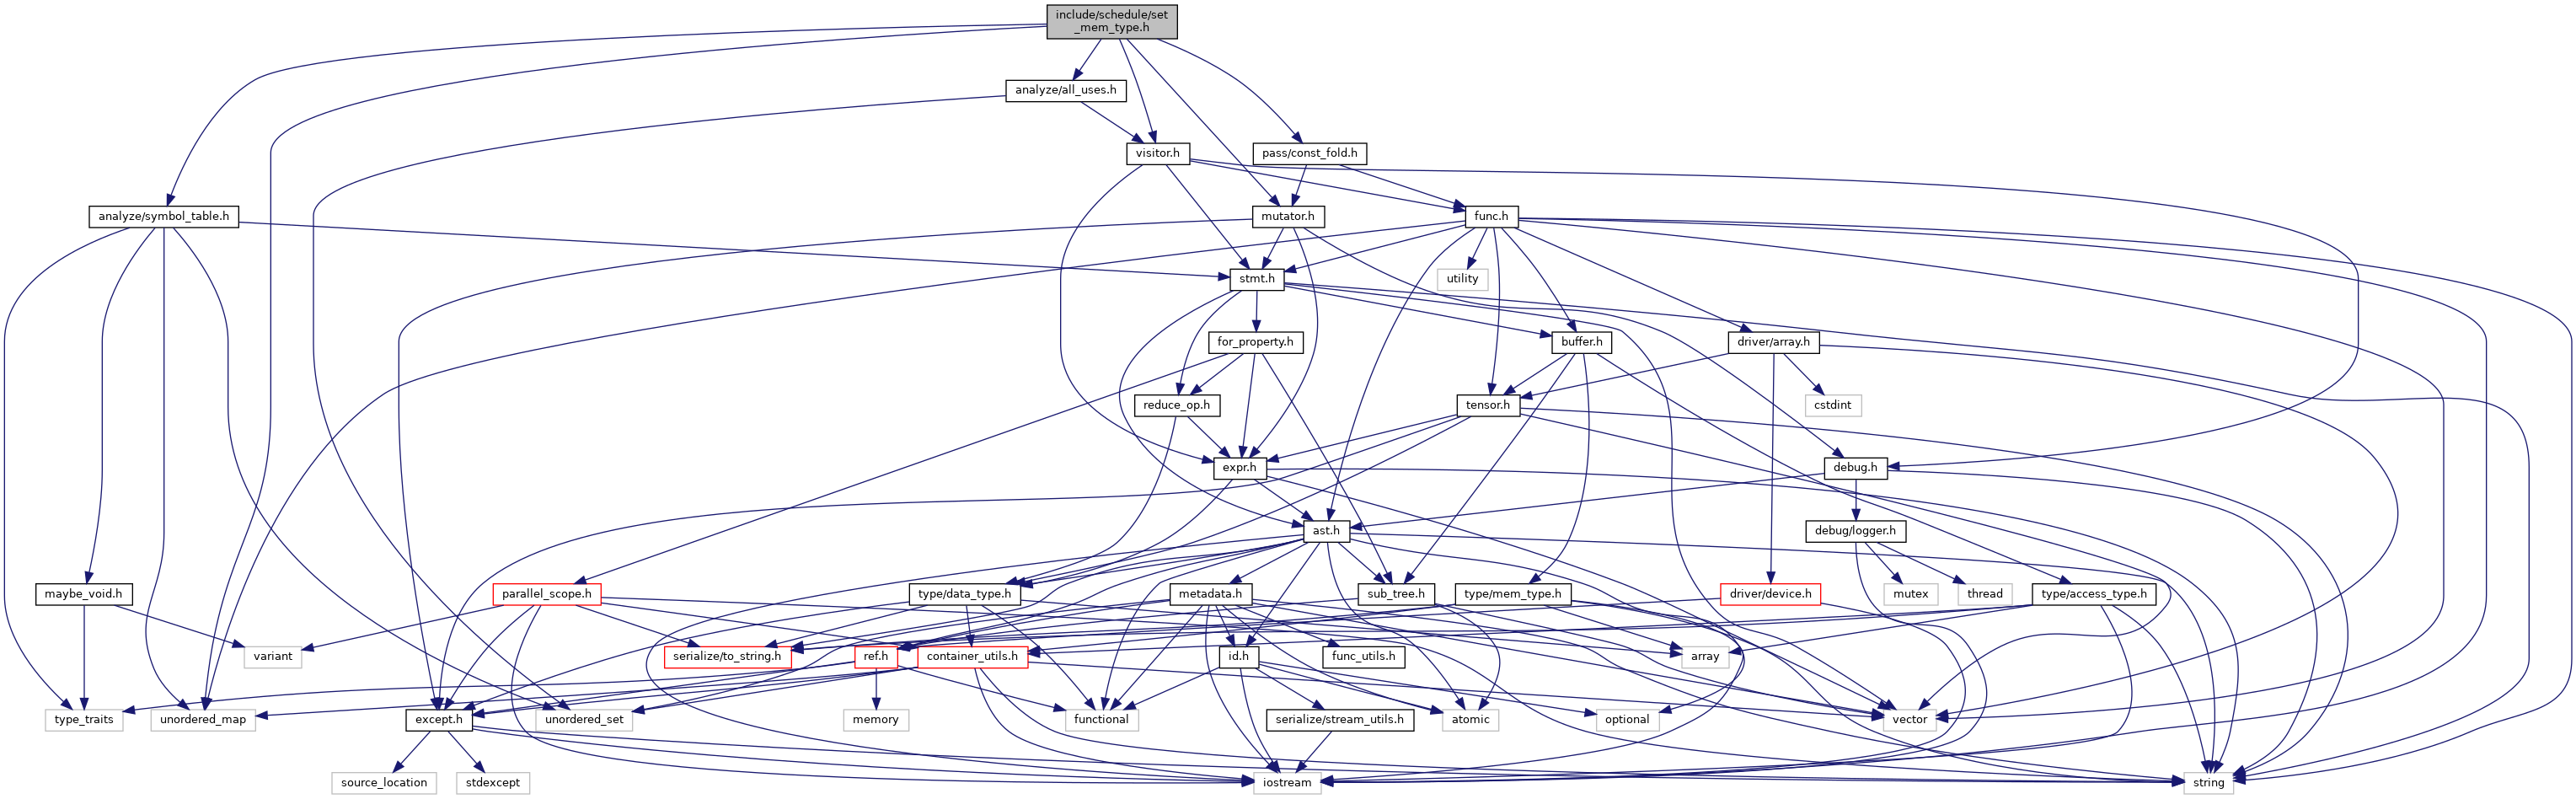 include/schedule/set
_mem_type.h
analyze/all_uses.h
visitor.h
pass/const_fold.h
analyze/symbol_table.h
mutator.h
func.h
utility
stmt.h
for_property.h
buffer.h
driver/array.h
reduce_op.h
tensor.h
cstdint
expr.h
debug.h
ast.h
debug/logger.h
maybe_void.h
parallel_scope.h
type/data_type.h
metadata.h
sub_tree.h
type/mem_type.h
driver/device.h
mutex
thread
type/access_type.h
variant
serialize/to_string.h
ref.h
container_utils.h
id.h
func_utils.h
array
type_traits
unordered_map
except.h
unordered_set
memory
functional
serialize/stream_utils.h
atomic
optional
vector
source_location
stdexcept
iostream
string